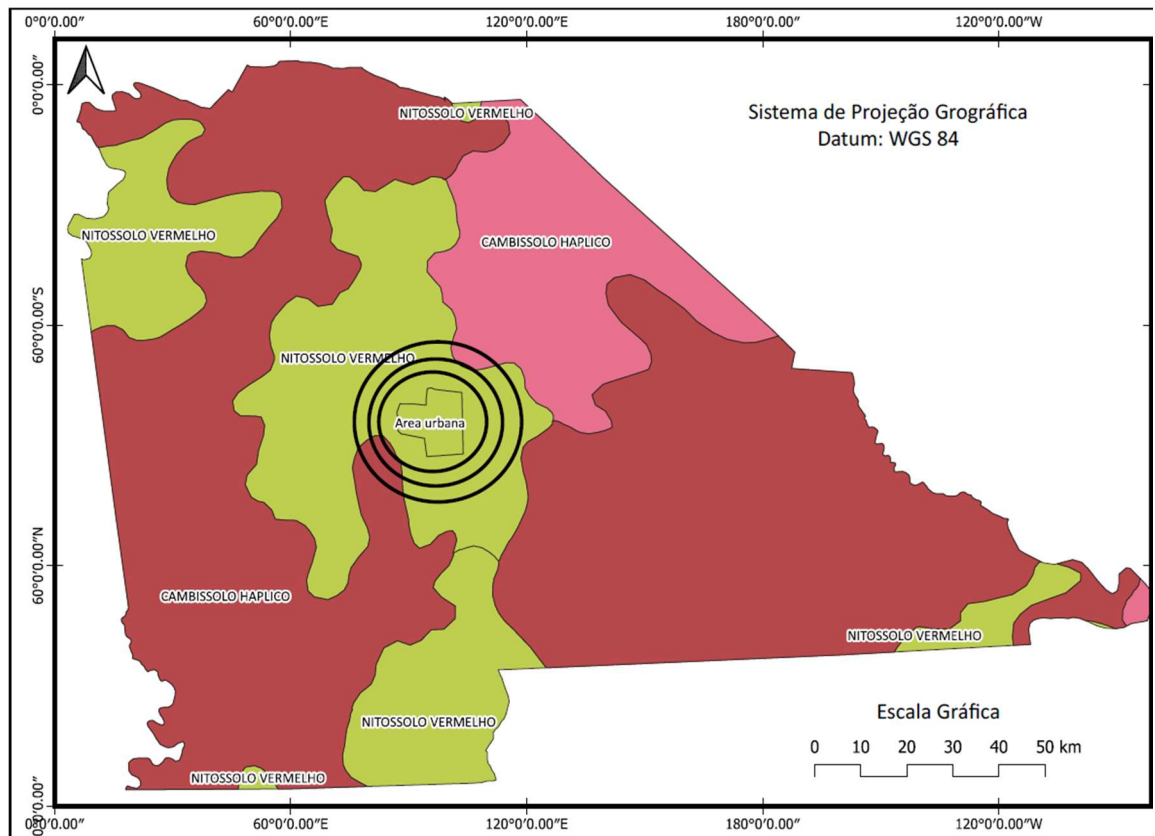 0°0'0.00" 60°0'0.00"E 120°0'0.00"E 180°0'0.00" 120°0'0.00"W
0°0'0.00"
NITOSSOLO VERMELHO
Sistema de Projeção Grográfica
Datum: WGS 84
NITOSSOLO VERMELHO
CAMBISSOLO HAPLICO
60°0'0.00"S
NITOSSOLO VERMELHO
Area urbana
60°0'0.00"N
CAMBISSOLO HAPLICO
NITOSSOLO VERMELHO
NITOSSOLO VERMELHO
Escala Gráfica
0 10 20 30 40 50 km
NITOSSOLO VERMELHO
0°0'0.00" 60°0'0.00"E 120°0'0.00"E 180°0'0.00" 120°0'0.00"W